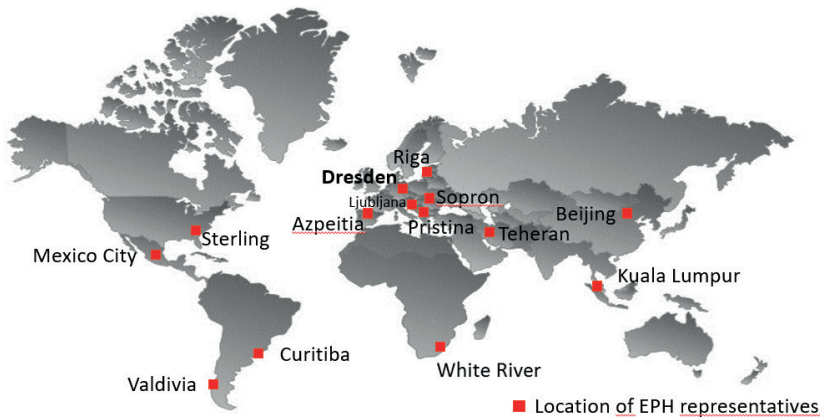 Riga
Dresden
Ljubljana
Sopron
Azpeitia
Pristina
Beijing
Teheran
Sterling
Mexico City
Kuala Lumpur
Curitiba
White River
Valdivia
Location of EPH representatives